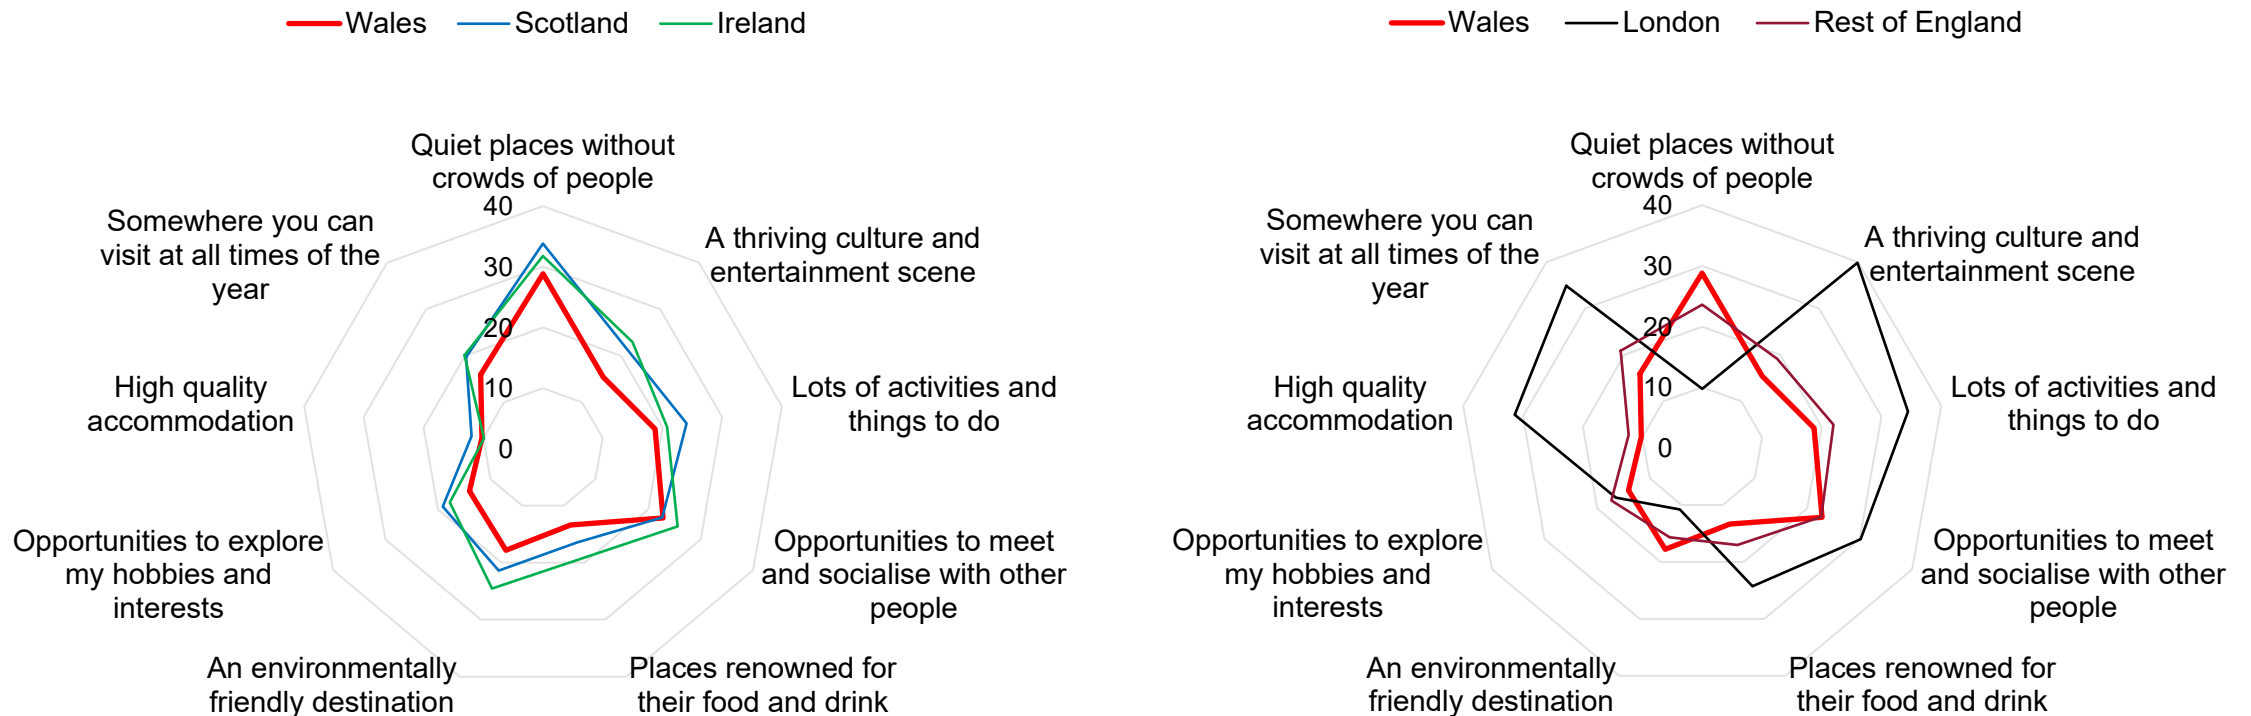 Wales Scotland Ireland
Quiet places without
crowds of people
A thriving culture and
entertainment scene
Lots of activities and
things to do
Opportunities to meet
and socialise with other
people
Places renowned for
their food and drink
An environmentally
friendly destination
Opportunities to explore
my hobbies and
interests
High quality
accommodation
Somewhere you can
visit at all times of the
year
40
30
20
10
0
Wales London Rest of England
Quiet places without
crowds of people
A thriving culture and
entertainment scene
Lots of activities and
things to do
Opportunities to meet
and socialise with other
people
Places renowned for
their food and drink
An environmentally
friendly destination
Opportunities to explore
my hobbies and
interests
High quality
accommodation
Somewhere you can
visit at all times of the
year
40
30
20
10
0